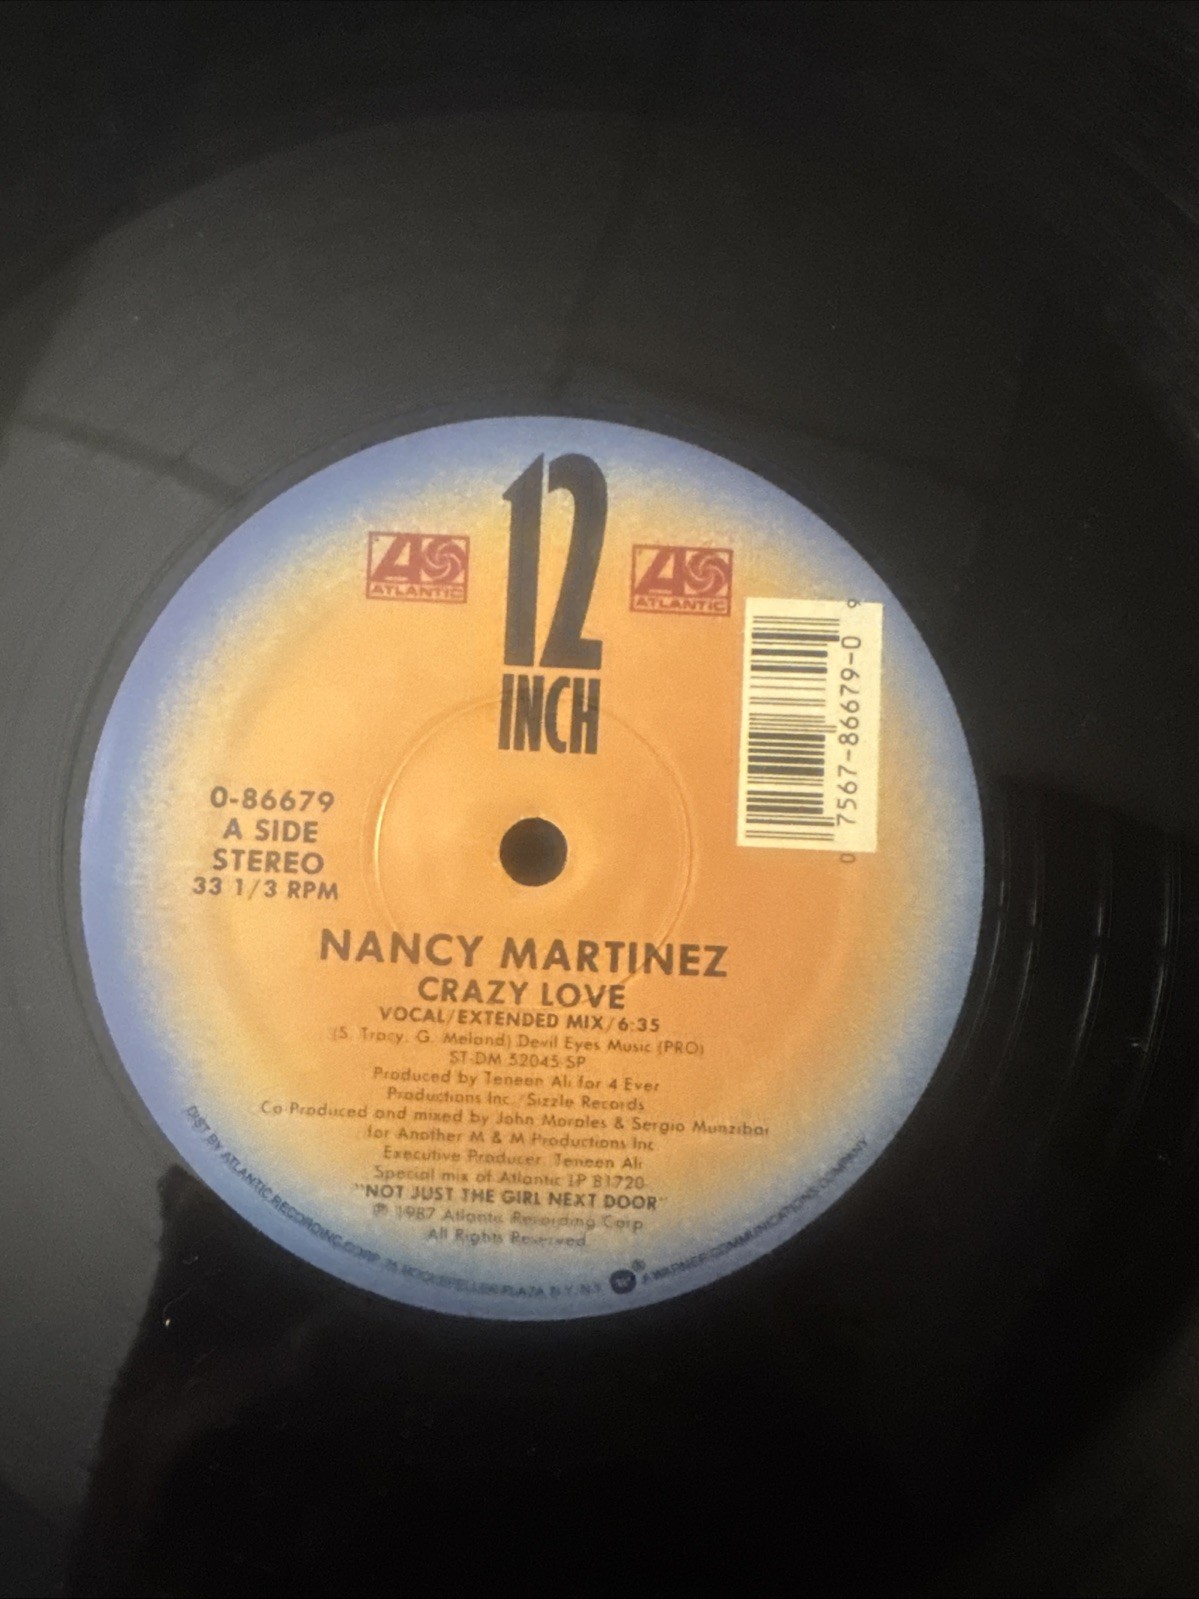 12
INCH
ATLANTIC
ATLANTIC
0 7567-86679-0 9
0-86679
A SIDE
STEREO
33 1/3 RPM
NANCY MARTINEZ
CRAZY LOVE
VOCAL/EXTENDED MIX/6:35
(S. Tracy, G. Meland) Devil Eyes Music (PRO)
ST-DM 52045-SP
Produced by Teneen Ali for 4 Ever
Productions Inc./Sizzle Records
Co-Produced and mixed by John Morales & Sergio Munzibai
for Another M & M Productions Inc
Executive Producer: Teneen Ali
Special mix of Atlantic LP 81720
"NOT JUST THE GIRL NEXT DOOR"
℗ 1987 Atlantic Recording Corp.
All Rights Reserved.
DIST BY ATLANTIC RECORDING CORP. 75 ROCKEFELLER PLAZA, N.Y., N.Y. W ® A WARNER COMMUNICATIONS COMPANY